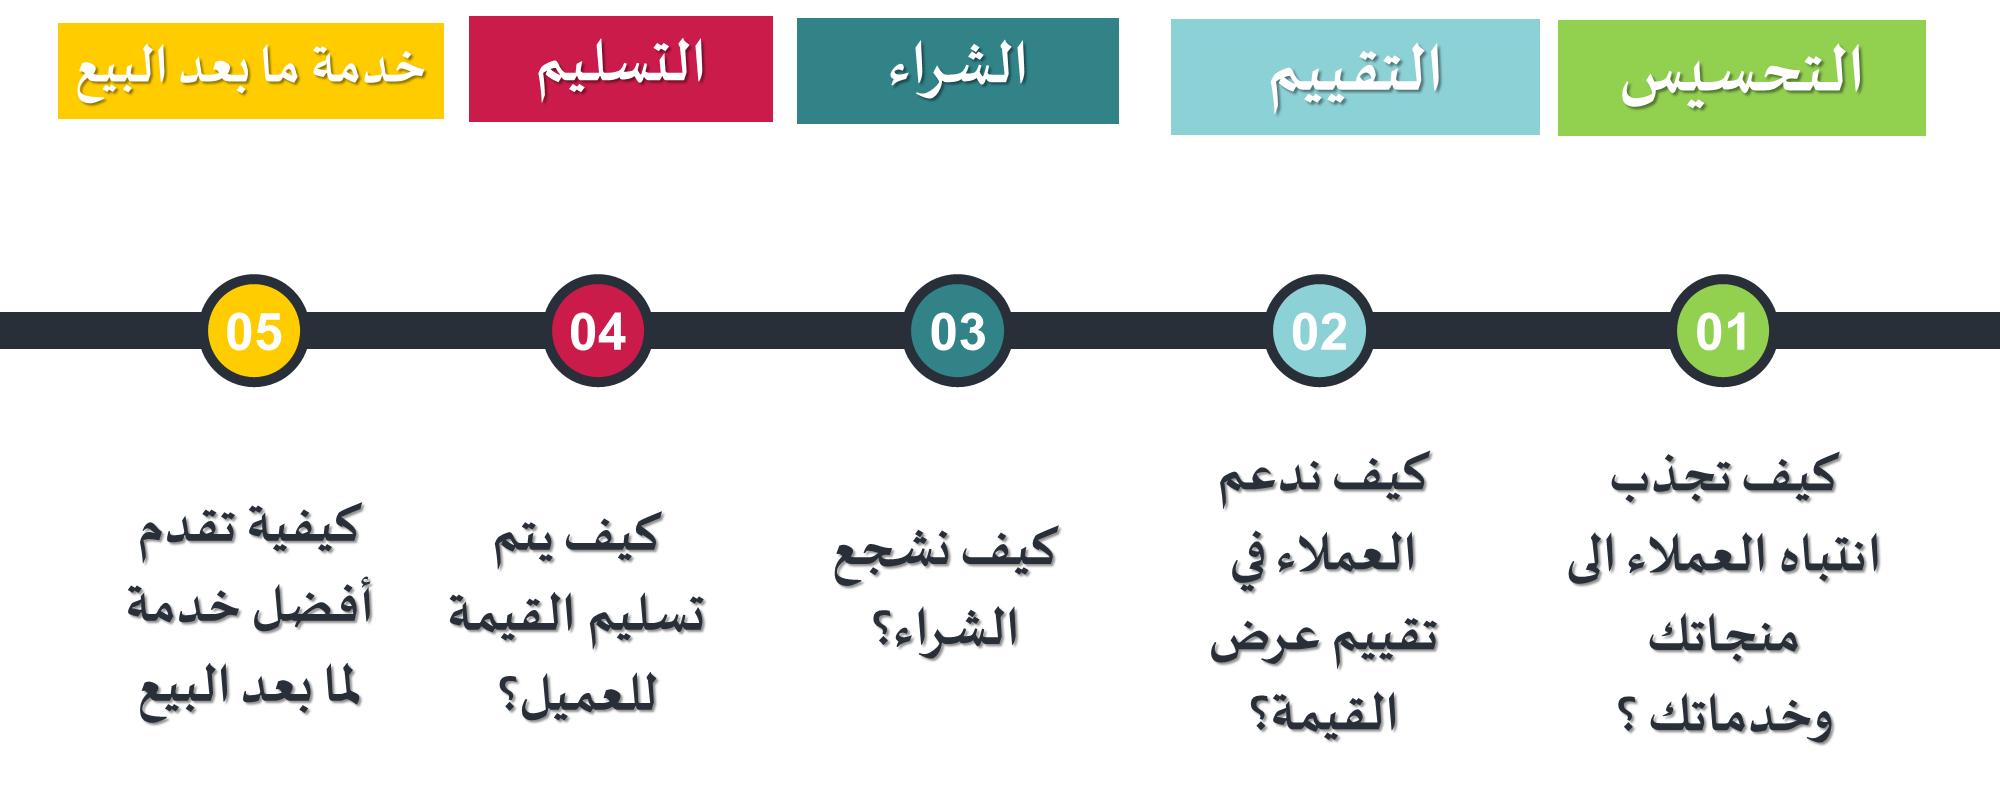 التحسيس
التقييم
الشراء
التسليم
خدمة ما بعد البيع
01
02
03
04
05
كيف تجذب
انتباه العملاء الى
منجاتك
وخدماتك ؟
كيف ندعم
العملاء في
تقييم عرض
القيمة؟
كيف نشجع
الشراء؟
كيف يتم
تسليم القيمة
للعميل؟
كيفية تقدم
أفضل خدمة
لما بعد البيع